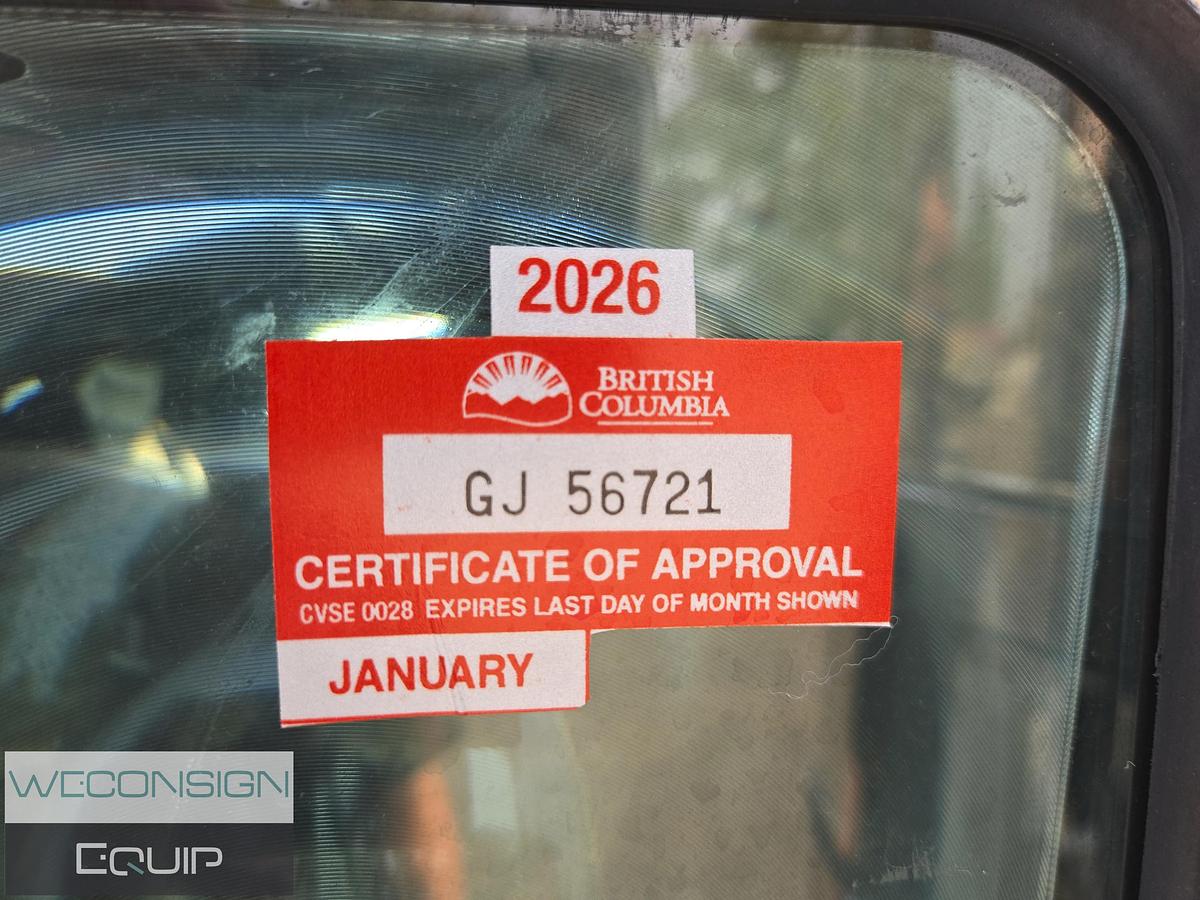 2026
BRITISH
COLUMBIA
GJ 56721
CERTIFICATE OF APPROVAL
CVSE 0028 EXPIRES LAST DAY OF MONTH SHOWN
JANUARY
WECONSIGN
EQUIP